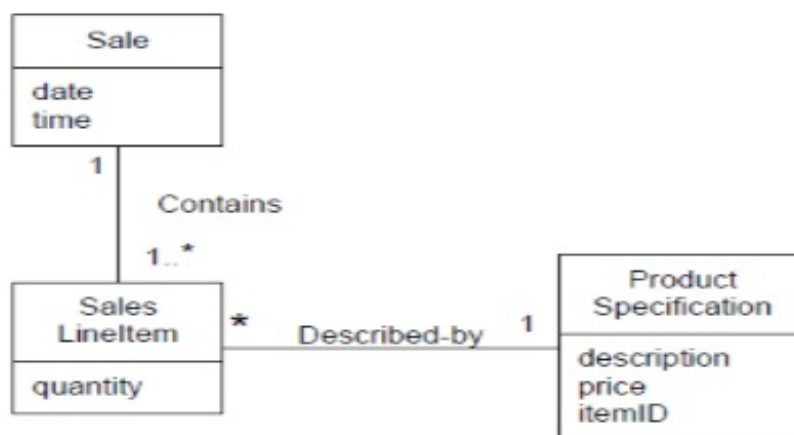 Sale
date
time
1
Contains
1..*
Sales
LineItem
quantity
*
Described-by
1
Product
Specification
description
price
itemID